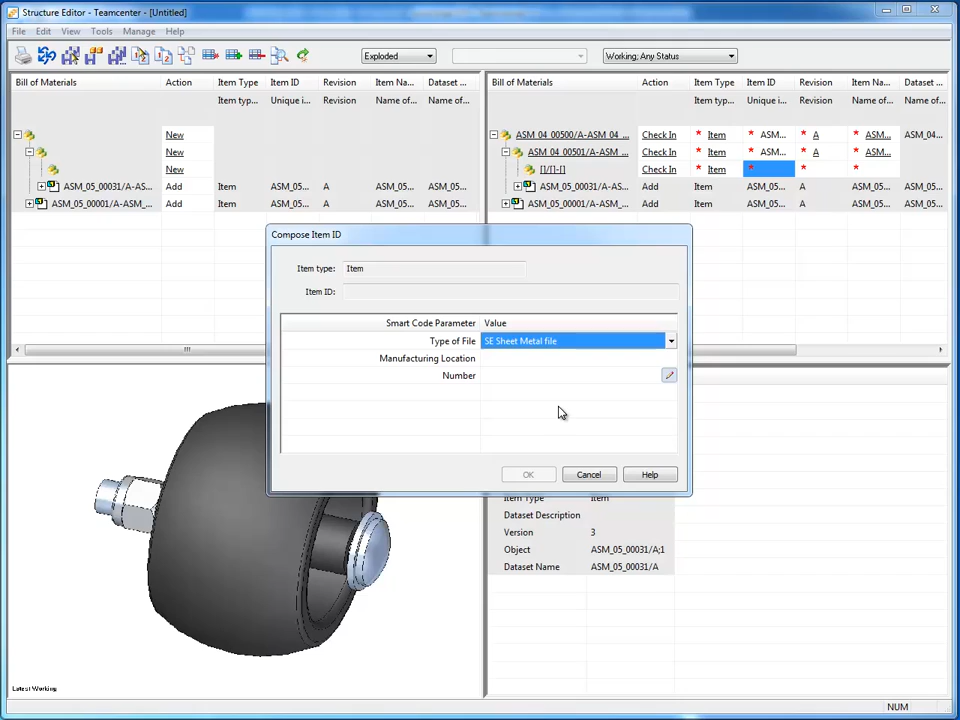 Structure Editor - Teamcenter - [Untitled]
File Edit View Tools Manage Help
Exploded Working; Any Status
Bill of Materials Action Item Type Item ID Revision Item Na... Dataset ...
Item typ... Unique i... Revision Name of... Name of...
New
New
New
ASM_05_00031/A-AS... Add Item ASM_05... A ASM_05...
ASM_05_00001/A-ASM_... Add Item ASM_05... A ASM_05...
Bill of Materials Action Item Type Item ID Revision Item Na... Dataset ...
Item typ... Unique i... Revision Name of... Name of...
ASM_04_00500/A-ASM_04_... Check In * Item * ASM... * A * ASM... ASM_04...
ASM_04_00501/A-ASM_... Check In * Item * ASM... * A * ASM...
[]/[]-[] Check In * Item * * *
ASM_05_00031/A-AS... Add Item ASM_05... A ASM_05... ASM_05...
ASM_05_00001/A-ASM_... Add Item ASM_05... A ASM_05... ASM_05...
Compose Item ID
Item type: Item
Item ID:
Smart Code Parameter Value
Type of File SE Sheet Metal file
Manufacturing Location
Number
OK Cancel Help
Item Type Item
Dataset Description
Version 3
Object ASM_05_00031/A;1
Dataset Name ASM_05_00031/A
Latest Working
NUM